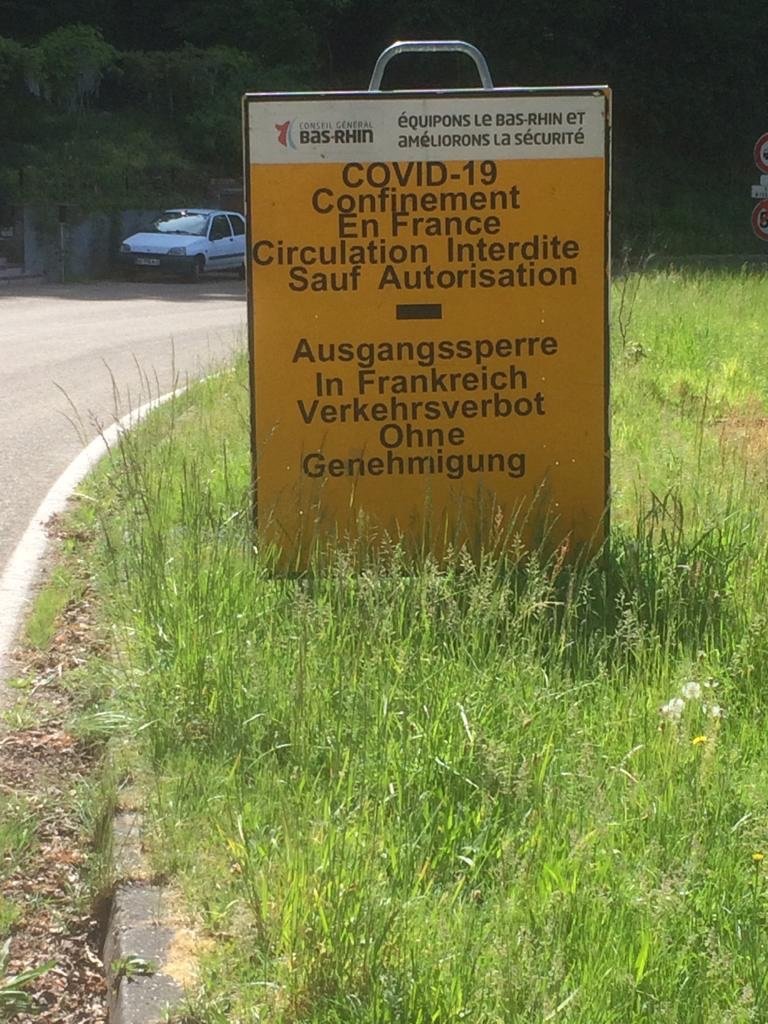 CONSEIL GÉNÉRAL
BAS-RHIN
ÉQUIPONS LE BAS-RHIN ET
AMÉLIORONS LA SÉCURITÉ
COVID-19
Confinement
En France
Circulation Interdite
Sauf Autorisation
Ausgangssperre
In Frankreich
Verkehrsverbot
Ohne
Genehmigung